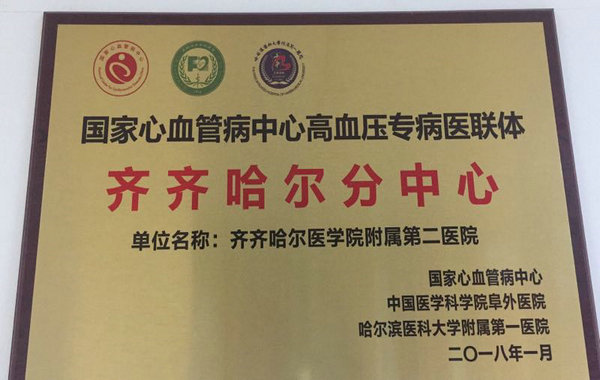 国家心血管病中心高血压专病医联体
齐齐哈尔分中心
单位名称：齐齐哈尔医学院附属第二医院
国家心血管病中心
中国医学科学院阜外医院
哈尔滨医科大学附属第一医院
二〇一八年一月